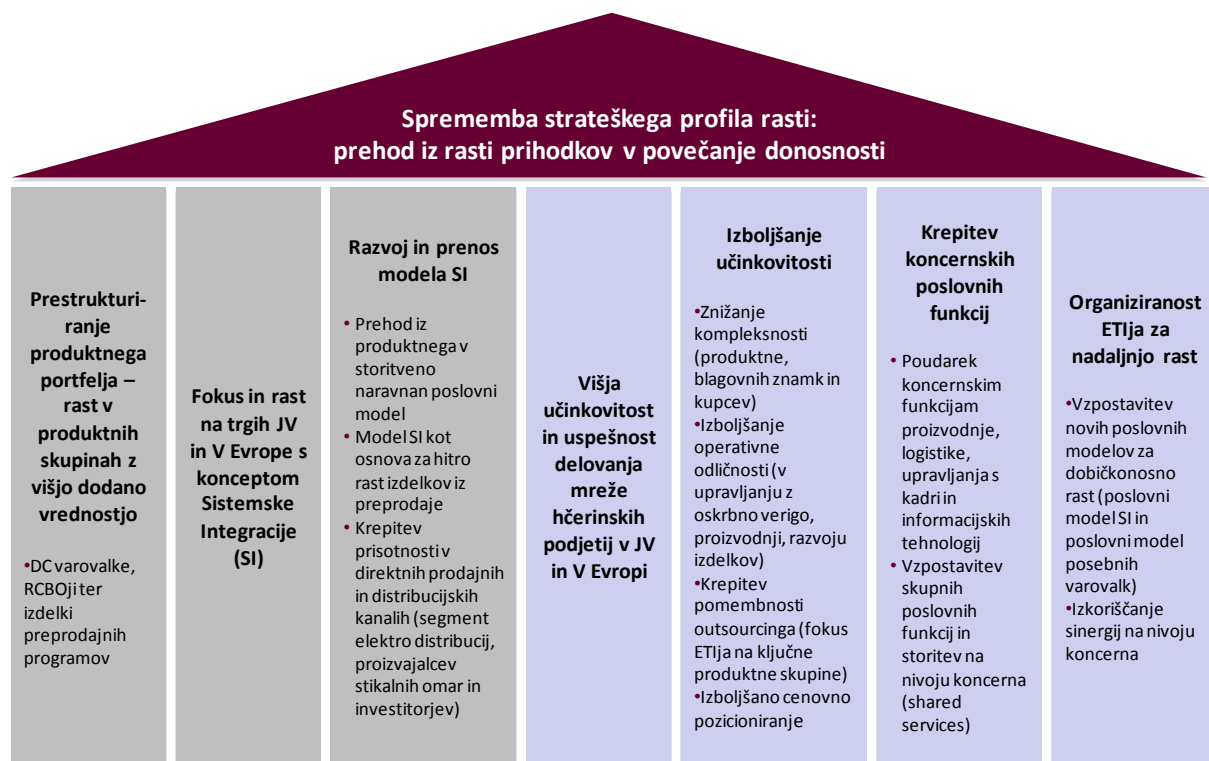 Sprememba strateškega profila rasti:
prehod iz rasti prihodkov v povečanje donosnosti
Prestrukturi-
ranje
produktnega
portfelja –
rast v
produktnih
skupinah z
višjo dodano
vrednostjo
•DC varovalke,
RCBOji ter
izdelki
preprodajnih
programov
Fokus in rast
na trgih JV
in V Evrope s
konceptom
Sistemske
Integracije
(SI)
Razvoj in prenos
modela SI
• Prehod iz
produktnega v
storitveno
naravnan poslovni
model
• Model SI kot
osnova za hitro
rast izdelkov iz
preprodaje
• Krepitev
prisotnosti v
direktnih prodajnih
in distribucijskih
kanalih (segment
elektro distribucij,
proizvajalcev
stikalnih omar in
investitorjev)
Višja
učinkovitost
in uspešnost
delovanja
mreže
hčerinskih
podjetij v JV
in V Evropi
Izboljšanje
učinkovitosti
•Znižanje
kompleksnosti
(produktne,
blagovnih znamk in
kupcev)
•Izboljšanje
operativne
odličnosti (v
upravljanju z
oskrbno verigo,
proizvodnji, razvoju
izdelkov)
•Krepitev
pomembnosti
outsourcinga (fokus
ETIja na ključne
produktne skupine)
•Izboljšano cenovno
pozicioniranje
Krepitev
koncernskih
poslovnih
funkcij
• Poudarek
koncernskim
funkcijam
proizvodnje,
logistike,
upravljanja s
kadri in
informacijskih
tehnologij
• Vzpostavitev
skupnih
poslovnih
funkcij in
storitev na
nivoju koncerna
(shared
services)
Organiziranost
ETIja za
nadaljnjo rast
•Vzpostavitev
novih poslovnih
modelov za
dobičkonosno
rast (poslovni
model SI in
poslovni model
posebnih
varovalk)
•Izkoriščanje
sinergij na nivoju
koncerna